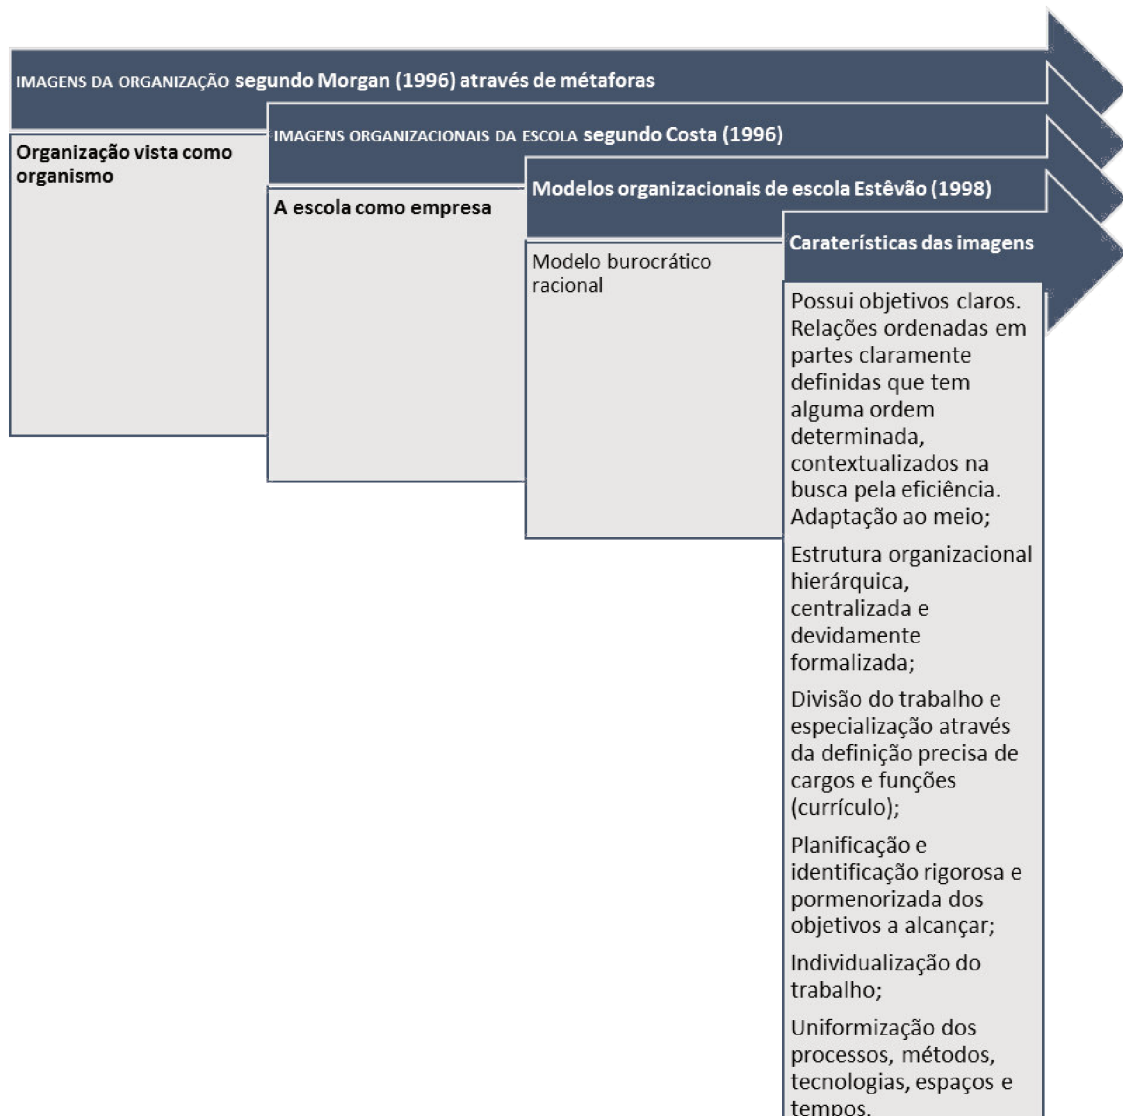 IMAGENS DA ORGANIZAÇÃO segundo Morgan (1996) através de métaforas
Organização vista como
organismo
IMAGENS ORGANIZACIONAIS DA ESCOLA segundo Costa (1996)
A escola como empresa
Modelos organizacionais de escola Estêvão (1998)
Modelo burocrático
racional
Caraterísticas das imagens
Possui objetivos claros.
Relações ordenadas em
partes claramente
definidas que tem
alguma ordem
determinada,
contextualizados na
busca pela eficiência.
Adaptação ao meio;
Estrutura organizacional
hierárquica,
centralizada e
devidamente
formalizada;
Divisão do trabalho e
especialização através
da definição precisa de
cargos e funções
(currículo);
Planificação e
identificação rigorosa e
pormenorizada dos
objetivos a alcançar;
Individualização do
trabalho;
Uniformização dos
processos, métodos,
tecnologias, espaços e
tempos.